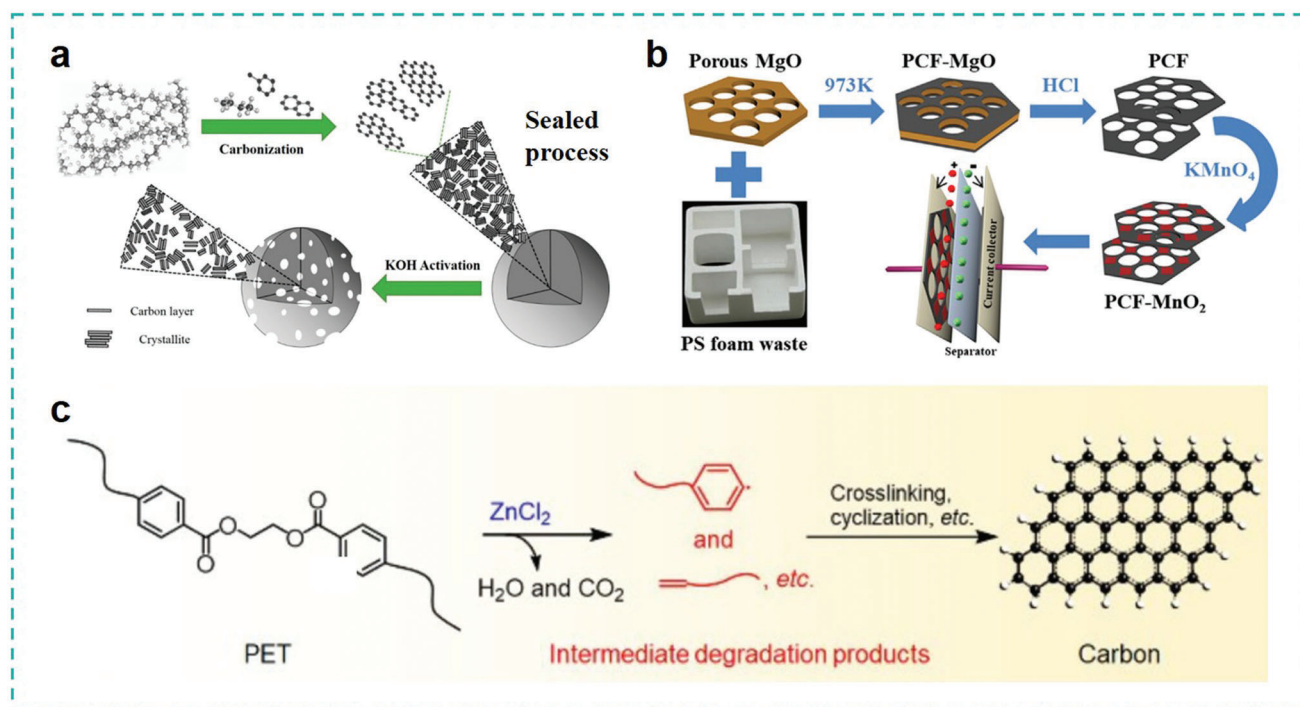 a
Carbonization
Sealed
process
KOH Activation
Carbon layer
Crystallite
b
Porous MgO
973K
PCF-MgO
HCl
PCF
KMnO₄
PCF-MnO₂
+
-
Current collector
Separator
PS foam waste
c
PET
ZnCl₂
H₂O and CO₂
O
O
O
O
and
, etc.
Intermediate degradation products
Crosslinking,
cyclization, etc.
Carbon